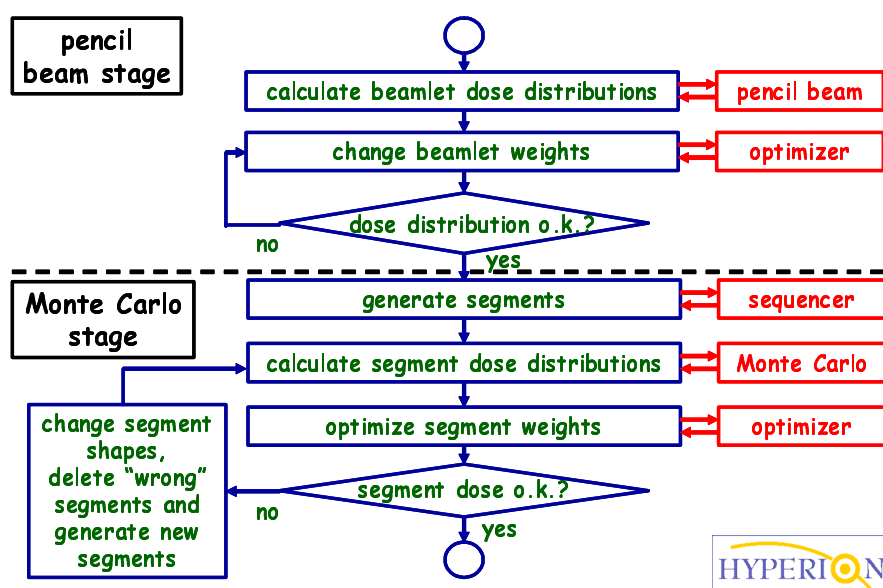 pencil
beam stage
calculate beamlet dose distributions
pencil beam
change beamlet weights
optimizer
dose distribution o.k.?
no
yes
Monte Carlo
stage
generate segments
sequencer
calculate segment dose distributions
Monte Carlo
change segment
shapes,
delete “wrong”
segments and
generate new
segments
optimize segment weights
optimizer
segment dose o.k.?
no
yes
HYPERION